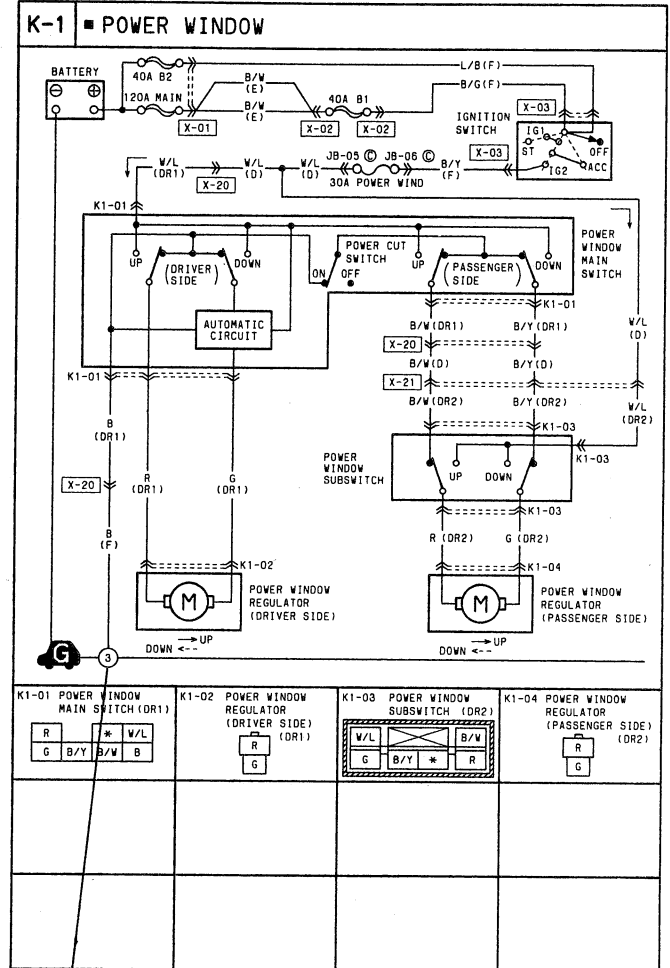 K-1 ■ POWER WINDOW
BATTERY
⊖ ⊕
40A B2
120A MAIN
B/W
(E)
B/W
(E)
X-01
X-02
40A B1
X-02
L/B(F)
B/G(F)
X-03
IGNITION
SWITCH
IG1
ST
OFF
IG2
ACC
W/L
(DR1)
X-20
W/L
(D)
W/L
(D)
JB-05 Ⓒ JB-06 Ⓒ
30A POWER WIND
B/Y
(F)
X-03
K1-01
UP
(DRIVER SIDE)
DOWN
POWER CUT
SWITCH
ON OFF
UP
(PASSENGER SIDE)
DOWN
POWER
WINDOW
MAIN
SWITCH
AUTOMATIC
CIRCUIT
K1-01
B/W(DR1) B/Y(DR1)
X-20
B/W(D) B/Y(D)
X-21
B/W(DR2) B/Y(DR2)
W/L
(D)
W/L
(DR2)
K1-01
K1-03
B
(DR1)
X-20
B
(F)
R
(DR1)
G
(DR1)
POWER
WINDOW
SUBSWITCH
UP DOWN
K1-03
K1-03
R (DR2) G (DR2)
K1-02
K1-04
M
POWER WINDOW
REGULATOR
(DRIVER SIDE)
M
POWER WINDOW
REGULATOR
(PASSENGER SIDE)
→ UP
DOWN <--
→ UP
DOWN <--
G
3
K1-01 POWER WINDOW
MAIN SWITCH (DR1)
R * W/L
G B/Y B/W B
K1-02 POWER WINDOW
REGULATOR
(DRIVER SIDE)
(DR1)
R
G
K1-03 POWER WINDOW
SUBSWITCH (DR2)
W/L B/W
G B/Y * R
K1-04 POWER WINDOW
REGULATOR
(PASSENGER SIDE)
(DR2)
R
G